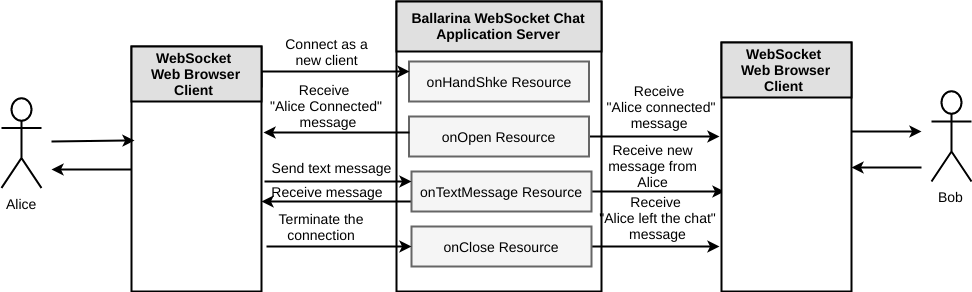 Ballarina WebSocket Chat
Application Server
WebSocket
Web Browser
Client
WebSocket
Web Browser
Client
Connect as a
new client
onHandShke Resource
Receive
"Alice Connected"
message
onOpen Resource
Receive
"Alice connected"
message
Send text message
Receive message
onTextMessage Resource
Receive new
message from
Alice
Terminate the
connection
onClose Resource
Receive
"Alice left the chat"
message
Alice
Bob